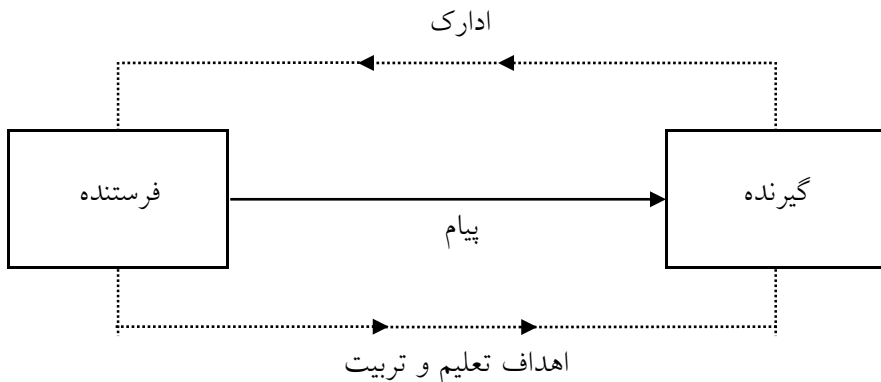 ادارک
گیرنده
فرستنده
پیام
اهداف تعلیم و تربیت